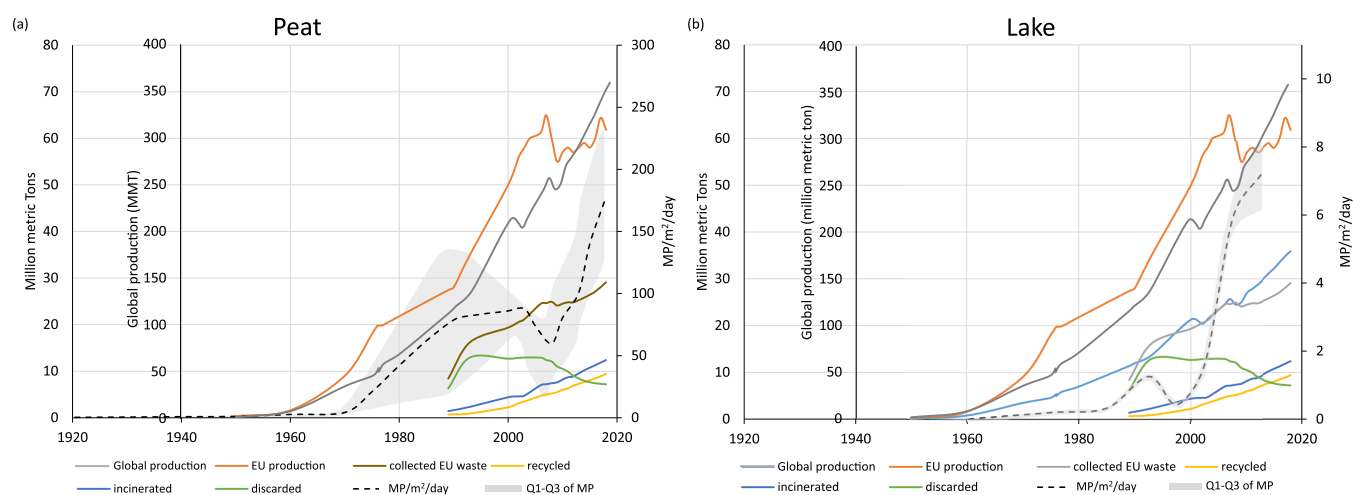 (a)
Peat
Million metric Tons
80
70
60
50
40
30
20
10
0
Global production (MMT)
400
350
300
250
200
150
100
50
0
300
250
200
150
100
50
0
MP/m²/day
1920
1940
1960
1980
2000
2020
Global production
EU production
collected EU waste
recycled
incinerated
discarded
MP/m²/day
Q1-Q3 of MP
(b)
Lake
Million metric Tons
80
70
60
50
40
30
20
10
0
Global production (million metric ton)
400
350
300
250
200
150
100
50
0
10
8
6
4
2
0
MP/m²/day
1920
1940
1960
1980
2000
2020
Global production
EU production
collected EU waste
recycled
incinerated
discarded
MP/m²/day
Q1-Q3 of MP